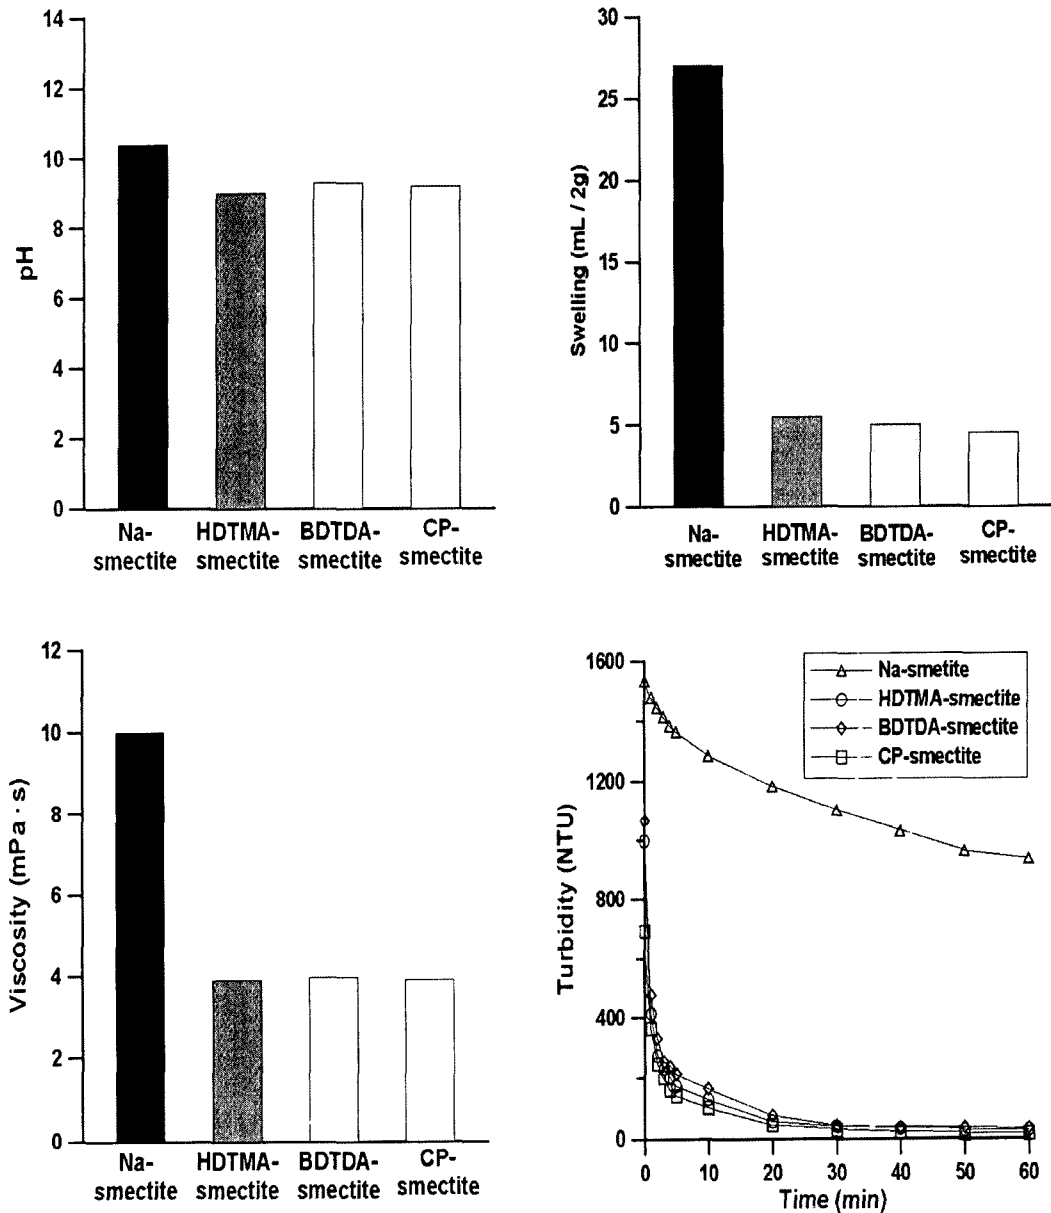 14
12
10
8
6
4
2
0
pH
Na-
smectite
HDTMA-
smectite
BDTDA-
smectite
CP-
smectite
30
25
20
15
10
5
0
Swelling (mL / 2g)
Na-
smectite
HDTMA-
smectite
BDTDA-
smectite
CP-
smectite
12
10
8
6
4
2
0
Viscosity (mPa · s)
Na-
smectite
HDTMA-
smectite
BDTDA-
smectite
CP-
smectite
1600
1200
800
400
0
Turbidity (NTU)
Na-smetite
HDTMA-smectite
BDTDA-smectite
CP-smectite
0 10 20 30 40 50 60
Time (min)